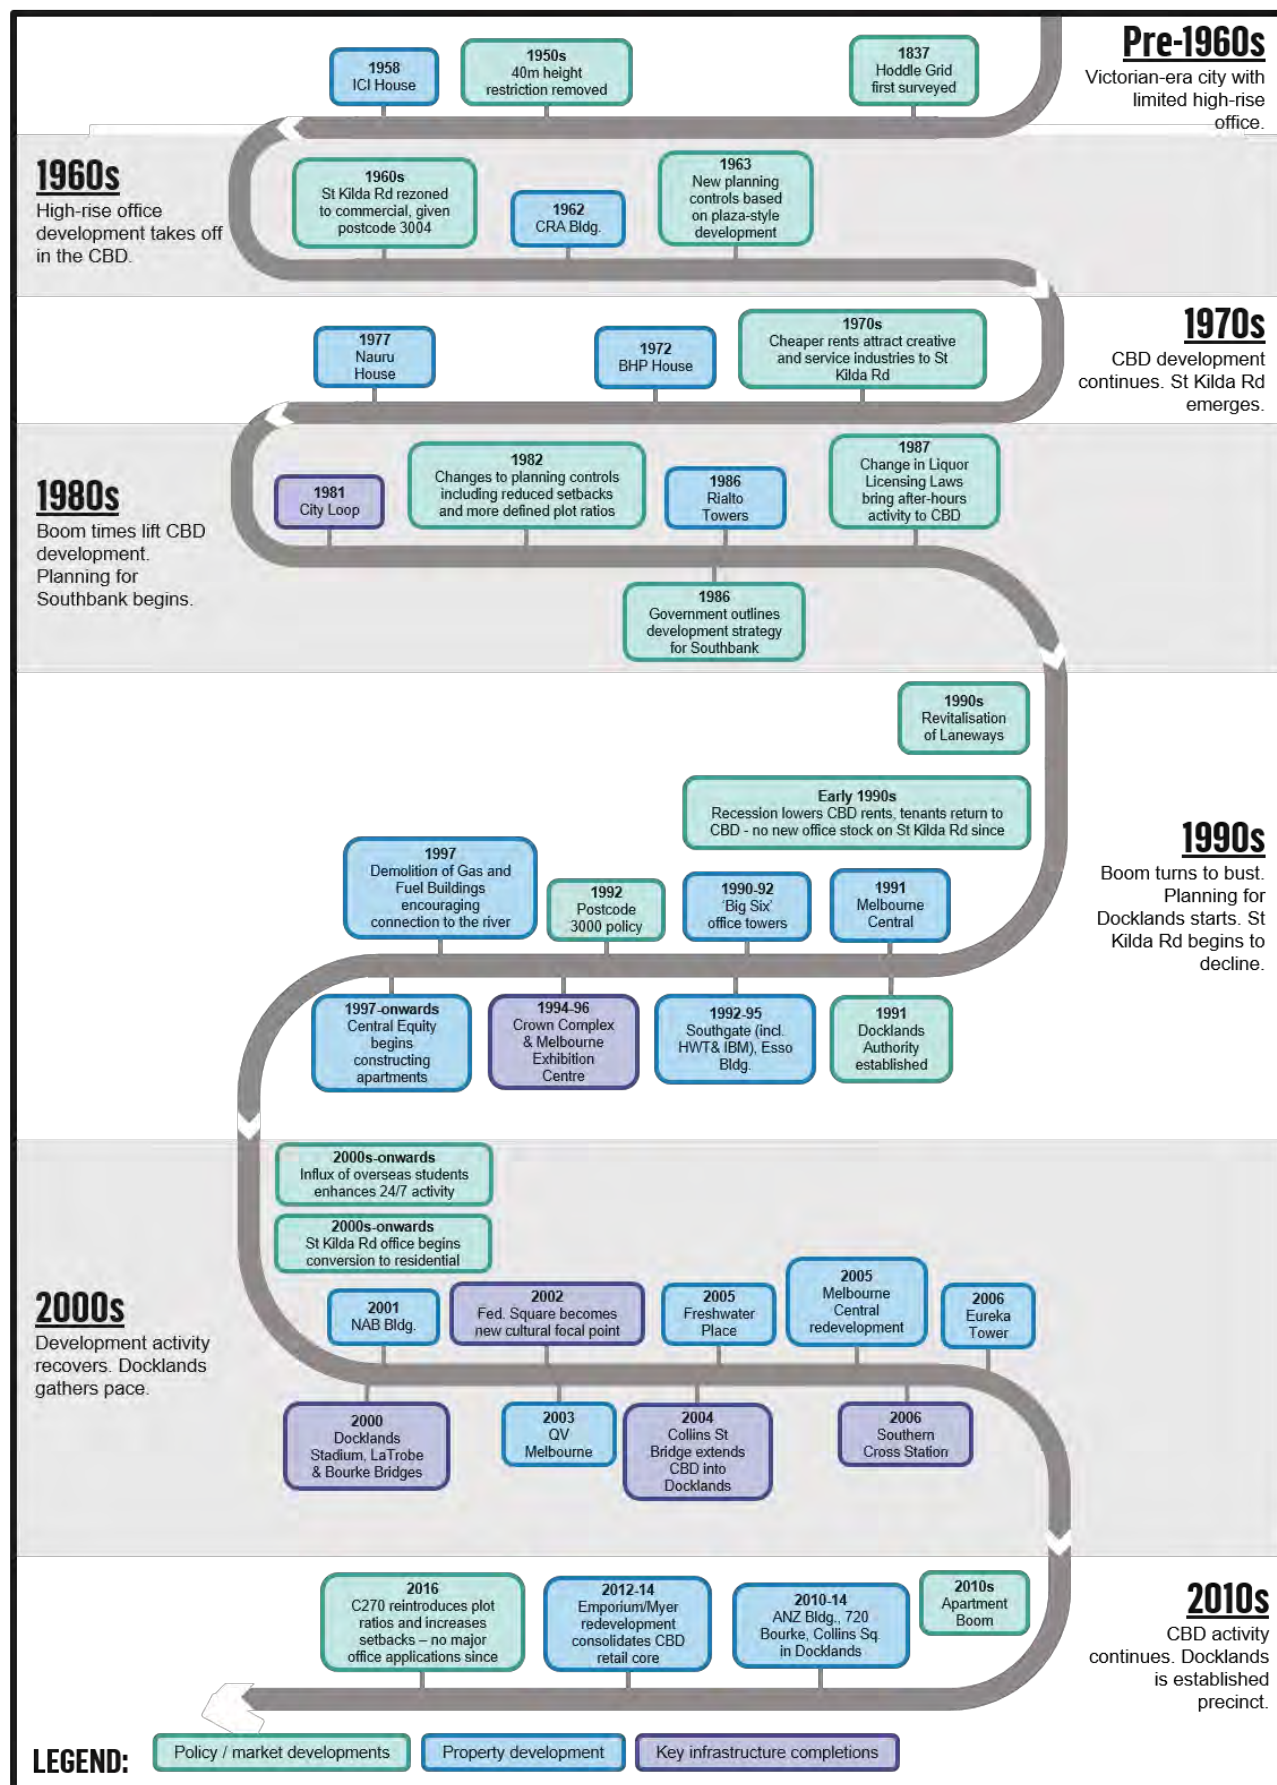 Pre-1960s
Victorian-era city with
limited high-rise
office.
1958
ICI House
1950s
40m height
restriction removed
1837
Hoddle Grid
first surveyed
1960s
High-rise office
development takes off
in the CBD.
1960s
St Kilda Rd rezoned
to commercial, given
postcode 3004
1962
CRA Bldg.
1963
New planning
controls based
on plaza-style
development
1970s
CBD development
continues. St Kilda Rd
emerges.
1977
Nauru
House
1972
BHP House
1970s
Cheaper rents attract creative
and service industries to St
Kilda Rd
1980s
Boom times lift CBD
development.
Planning for
Southbank begins.
1981
City Loop
1982
Changes to planning controls
including reduced setbacks
and more defined plot ratios
1986
Rialto
Towers
1987
Change in Liquor
Licensing Laws
bring after-hours
activity to CBD
1986
Government outlines
development strategy
for Southbank
1990s
Revitalisation
of Laneways
Early 1990s
Recession lowers CBD rents, tenants return to
CBD - no new office stock on St Kilda Rd since
1990s
Boom turns to bust.
Planning for
Docklands starts. St
Kilda Rd begins to
decline.
1997
Demolition of Gas and
Fuel Buildings
encouraging
connection to the river
1992
Postcode
3000 policy
1990-92
'Big Six'
office towers
1991
Melbourne
Central
1997-onwards
Central Equity
begins
constructing
apartments
1994-96
Crown Complex
& Melbourne
Exhibition
Centre
1992-95
Southgate (incl.
HWT& IBM), Esso
Bldg.
1991
Docklands
Authority
established
2000s-onwards
Influx of overseas students
enhances 24/7 activity
2000s-onwards
St Kilda Rd office begins
conversion to residential
2000s
Development activity
recovers. Docklands
gathers pace.
2001
NAB Bldg.
2002
Fed. Square becomes
new cultural focal point
2005
Freshwater
Place
2005
Melbourne
Central
redevelopment
2006
Eureka
Tower
2000
Docklands
Stadium, LaTrobe
& Bourke Bridges
2003
QV
Melbourne
2004
Collins St
Bridge extends
CBD into
Docklands
2006
Southern
Cross Station
2010s
CBD activity
continues. Docklands
is established
precinct.
2016
C270 reintroduces plot
ratios and increases
setbacks – no major
office applications since
2012-14
Emporium/Myer
redevelopment
consolidates CBD
retail core
2010-14
ANZ Bldg., 720
Bourke, Collins Sq
in Docklands
2010s
Apartment
Boom
LEGEND:
Policy / market developments
Property development
Key infrastructure completions